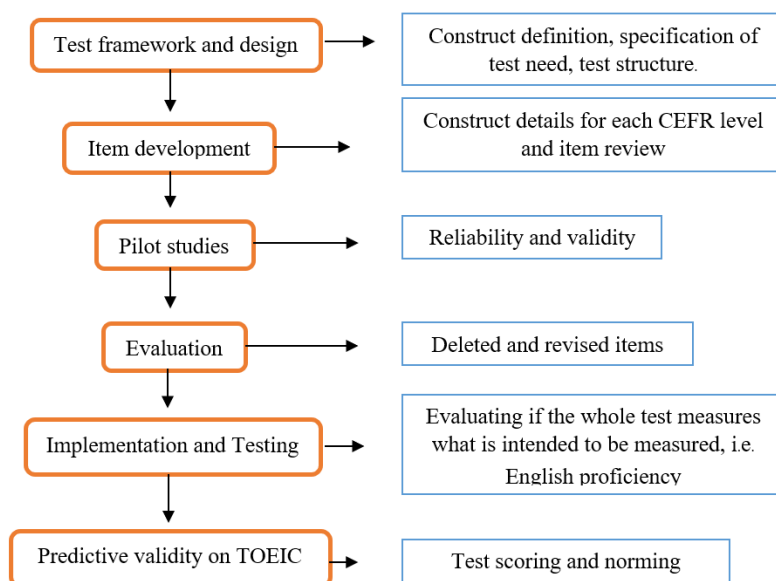 Test framework and design
Construct definition, specification of
test need, test structure.
Item development
Construct details for each CEFR level
and item review
Pilot studies
Reliability and validity
Evaluation
Deleted and revised items
Implementation and Testing
Evaluating if the whole test measures
what is intended to be measured, i.e.
English proficiency
Predictive validity on TOEIC
Test scoring and norming